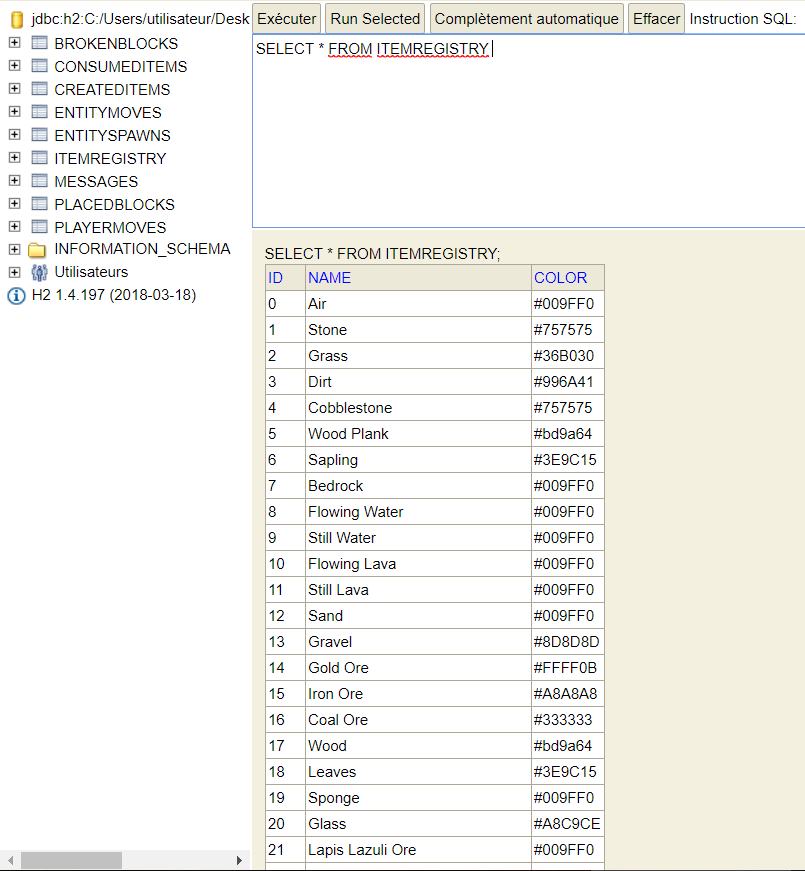 jdbc:h2:C:/Users/utilisateur/Desk
BROKENBLOCKS
CONSUMEDITEMS
CREATEDITEMS
ENTITYMOVES
ENTITYSPAWNS
ITEMREGISTRY
MESSAGES
PLACEDBLOCKS
PLAYERMOVES
INFORMATION_SCHEMA
Utilisateurs
H2 1.4.197 (2018-03-18)
Exécuter Run Selected Complètement automatique Effacer Instruction SQL:
SELECT * FROM ITEMREGISTRY
SELECT * FROM ITEMREGISTRY;
ID NAME COLOR
0 Air #009FF0
1 Stone #757575
2 Grass #36B030
3 Dirt #996A41
4 Cobblestone #757575
5 Wood Plank #bd9a64
6 Sapling #3E9C15
7 Bedrock #009FF0
8 Flowing Water #009FF0
9 Still Water #009FF0
10 Flowing Lava #009FF0
11 Still Lava #009FF0
12 Sand #009FF0
13 Gravel #8D8D8D
14 Gold Ore #FFFF0B
15 Iron Ore #A8A8A8
16 Coal Ore #333333
17 Wood #bd9a64
18 Leaves #3E9C15
19 Sponge #009FF0
20 Glass #A8C9CE
21 Lapis Lazuli Ore #009FF0